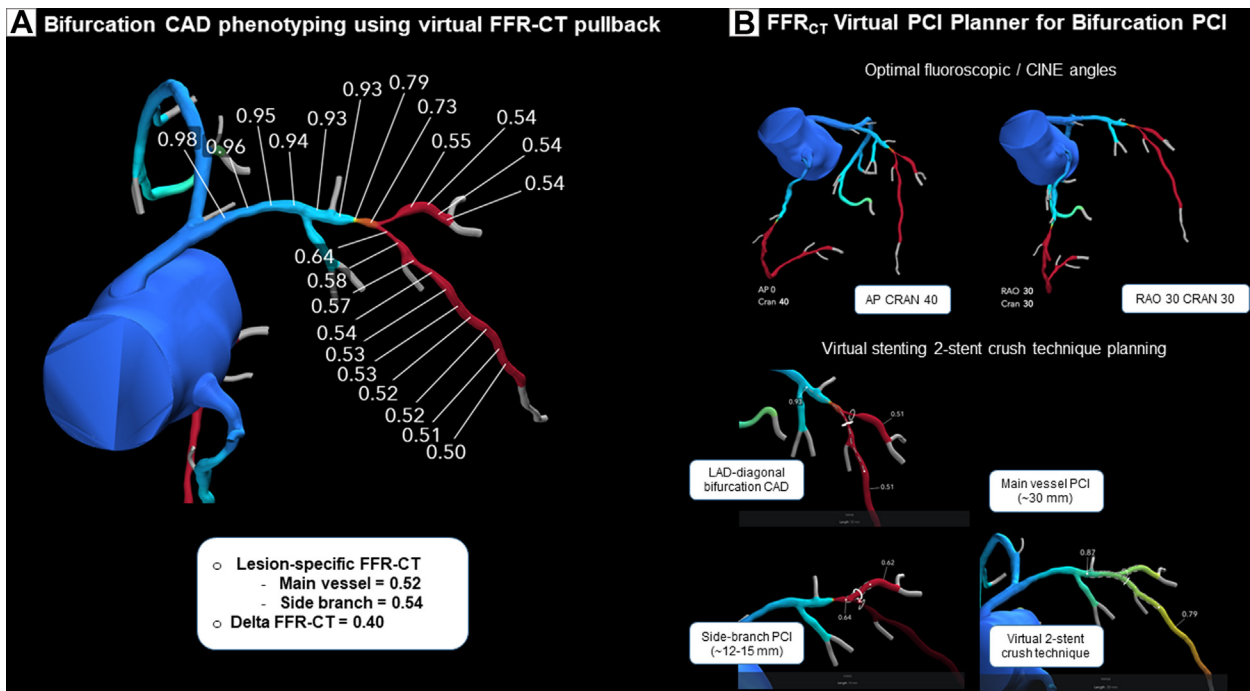 A Bifurcation CAD phenotyping using virtual FFR-CT pullback
0.98
0.96
0.95
0.94
0.93
0.93
0.79
0.73
0.55
0.54
0.54
0.54
0.64
0.58
0.57
0.54
0.53
0.53
0.52
0.52
0.51
0.50
o Lesion-specific FFR-CT
- Main vessel = 0.52
- Side branch = 0.54
o Delta FFR-CT = 0.40
B FFRCT Virtual PCI Planner for Bifurcation PCI
Optimal fluoroscopic / CINE angles
AP 0
Cran 40
AP CRAN 40
RAO 30
Cran 30
RAO 30 CRAN 30
Virtual stenting 2-stent crush technique planning
0.93
0.51
0.51
LAD-diagonal
bifurcation CAD
Main vessel PCI
(~30 mm)
0.62
0.64
Side-branch PCI
(~12-15 mm)
0.87
0.79
Virtual 2-stent
crush technique